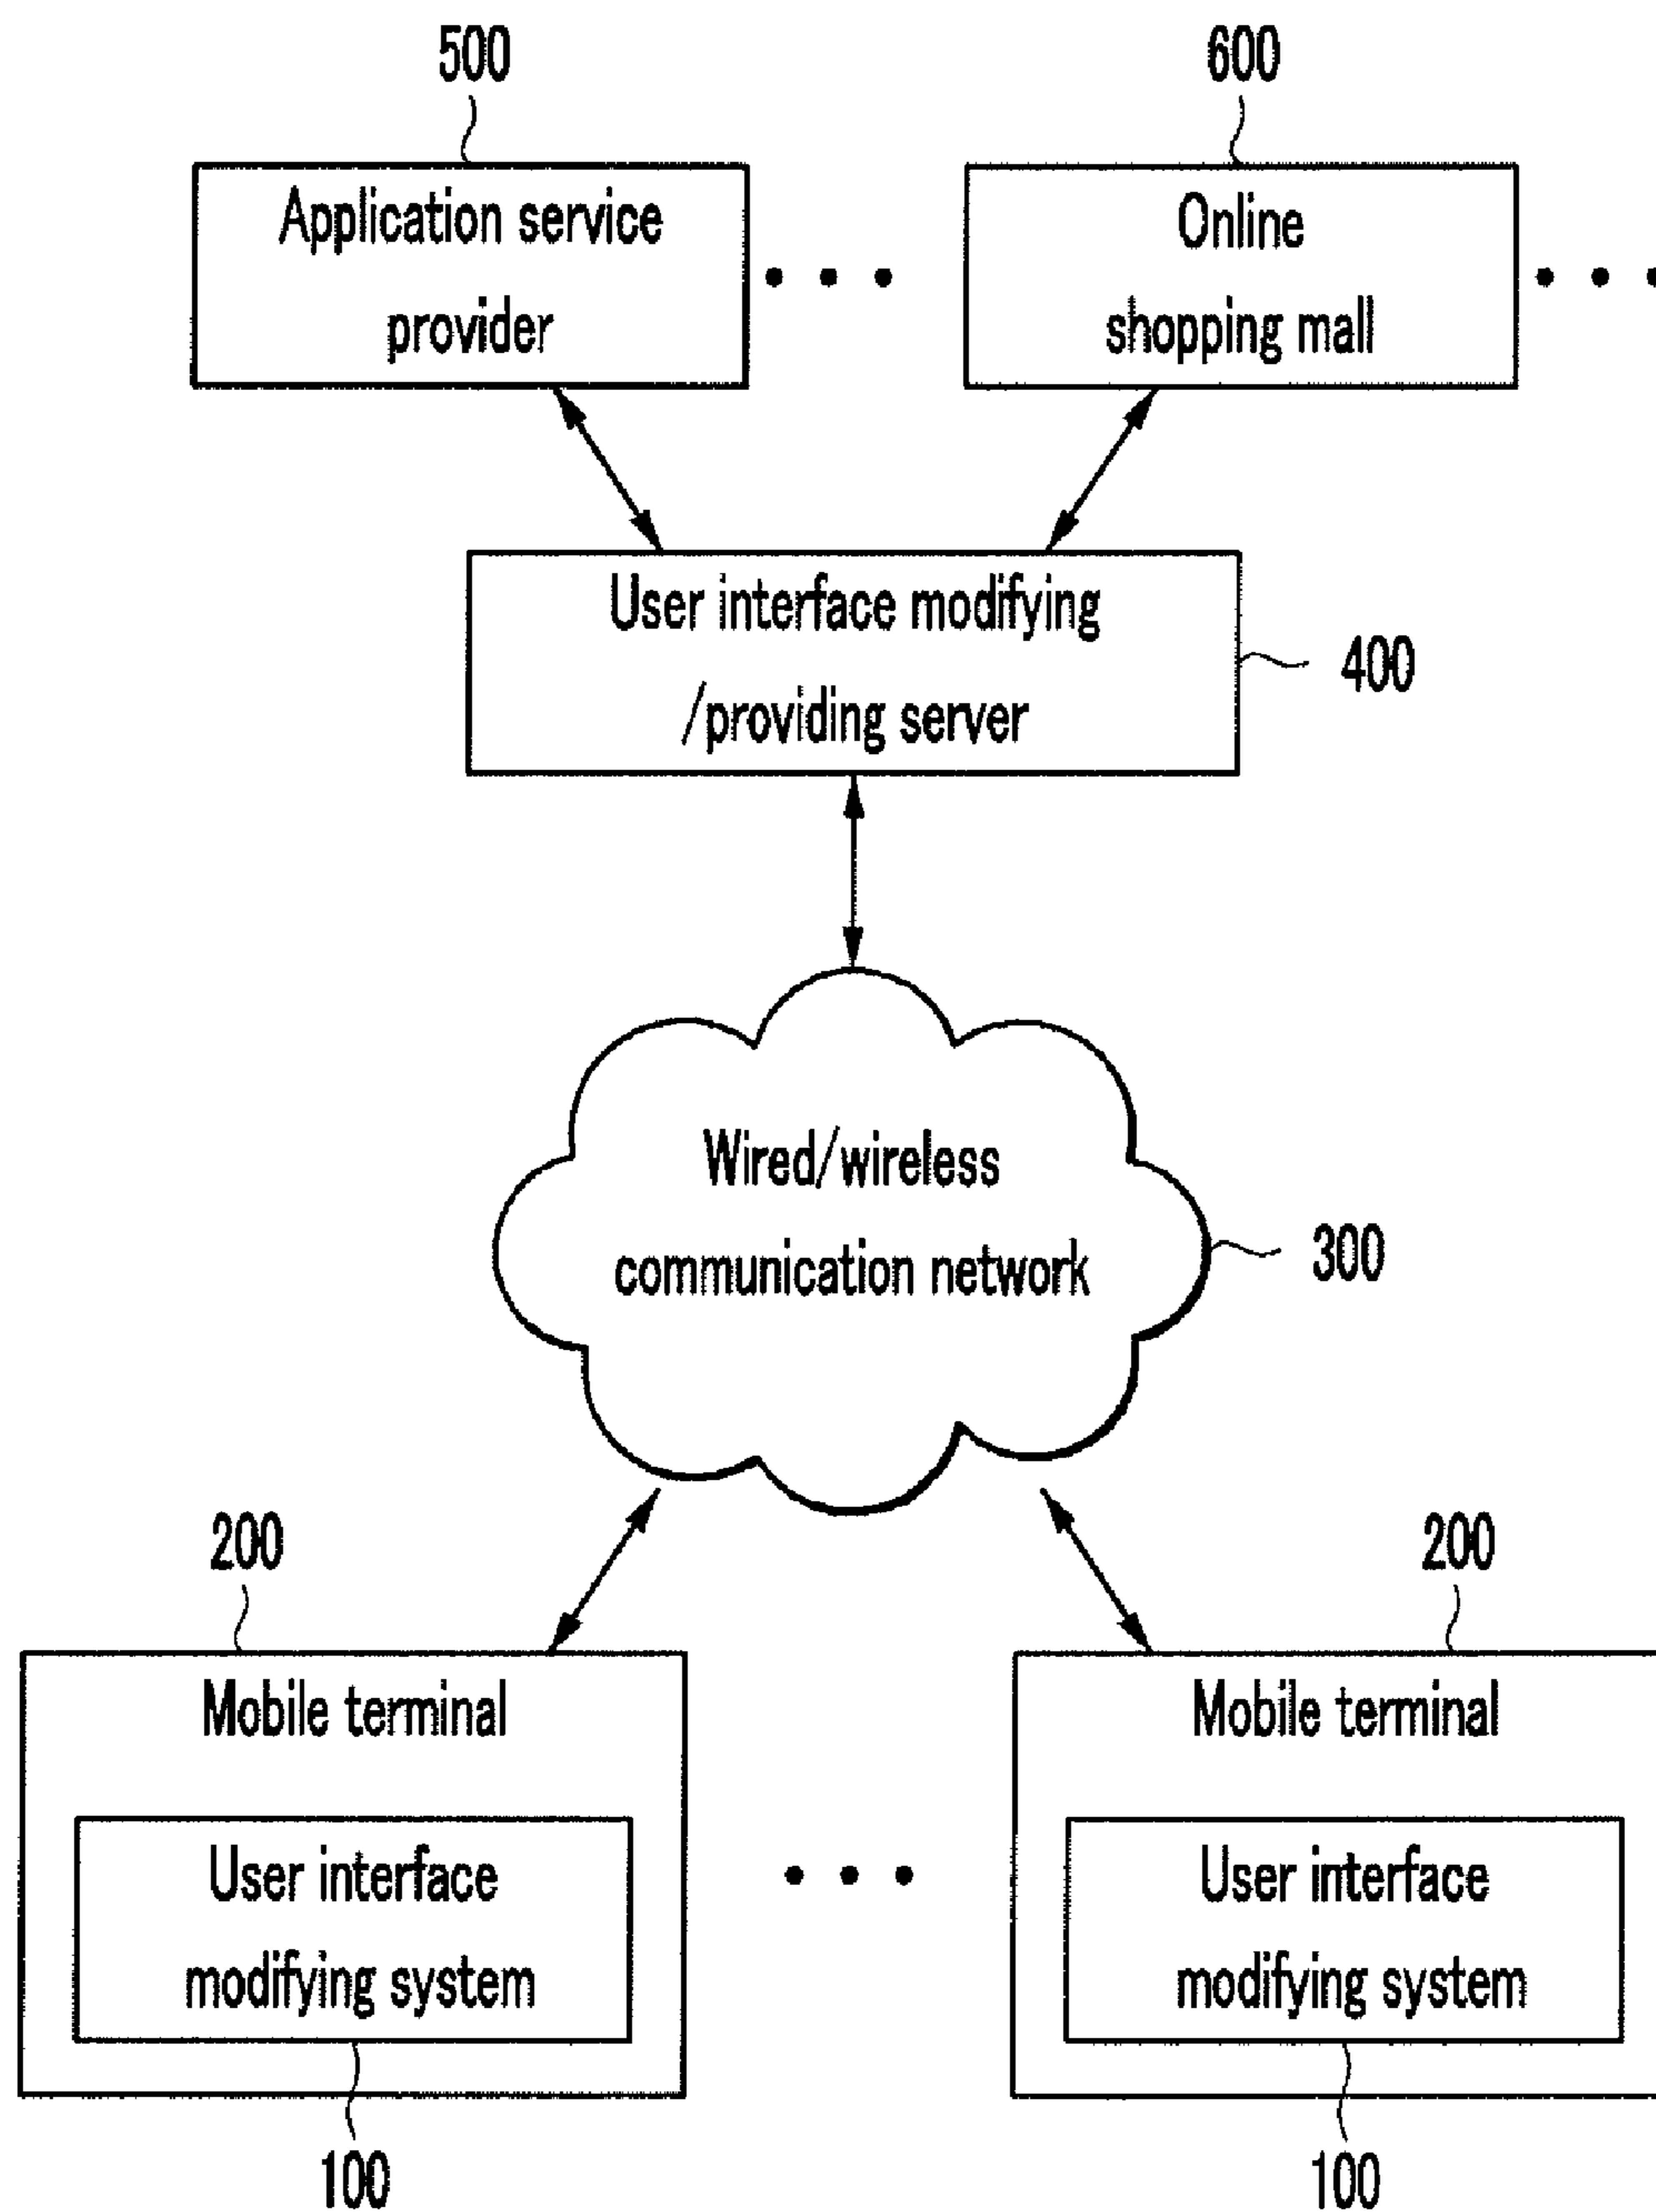 500
600
Application service
provider
• • •
Online
shopping mall
• • •
User interface modifying
/providing server
400
Wired/wireless
communication network
300
200
200
Mobile terminal
Mobile terminal
User interface
modifying system
• • •
User interface
modifying system
100
100